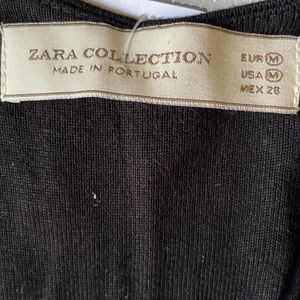 ZARA COLLECTION
MADE IN PORTUGAL
EUR M
USA M
MEX 28